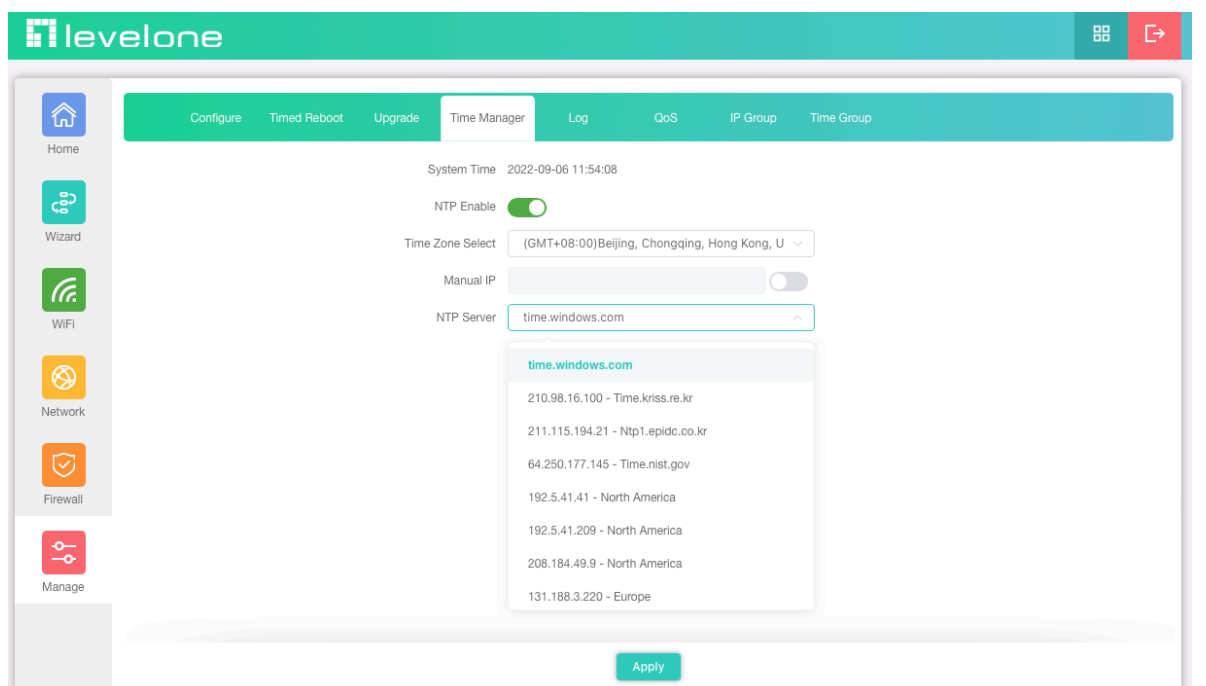 levelone
Home
Wizard
WiFi
Network
Firewall
Manage
Configure Timed Reboot Upgrade Time Manager Log QoS IP Group Time Group
System Time 2022-09-06 11:54:08
NTP Enable
Time Zone Select (GMT+08:00)Beijing, Chongqing, Hong Kong, U
Manual IP
NTP Server time.windows.com
time.windows.com
210.98.16.100 - Time.kriss.re.kr
211.115.194.21 - Ntp1.epidc.co.kr
64.250.177.145 - Time.nist.gov
192.5.41.41 - North America
192.5.41.209 - North America
208.184.49.9 - North America
131.188.3.220 - Europe
Apply